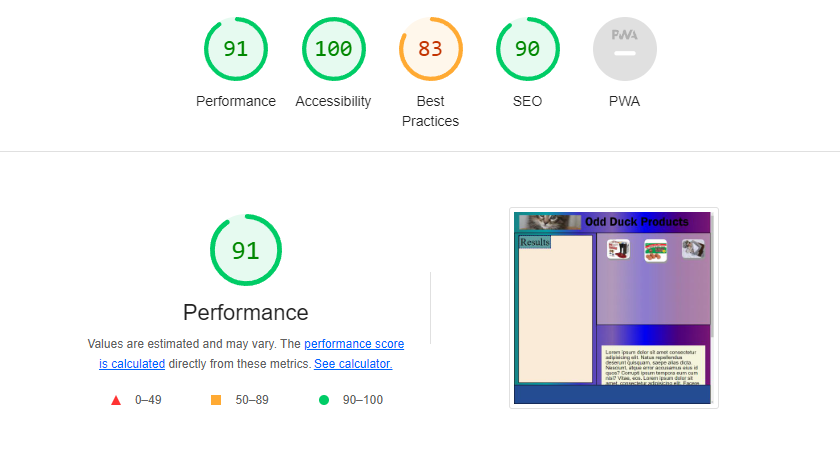 91
100
83
90
PWA
Performance
Accessibility
Best
Practices
SEO
PWA
91
Performance
Values are estimated and may vary. The performance score
is calculated directly from these metrics. See calculator.
0–49
50–89
90–100
Odd Duck Products
Results
Lorem ipsum dolor sit amet consectetur
adipisicing elit. Natus repellendus
deserunt quisquam, saepe alias dicta.
Nesciunt, atque error accusamus eius id
quos? Corrupti ipsum tempora eum cum
nisi? Vitae, eos. Lorem ipsum dolor sit
amet, consectetur adipisicing elit. Facere